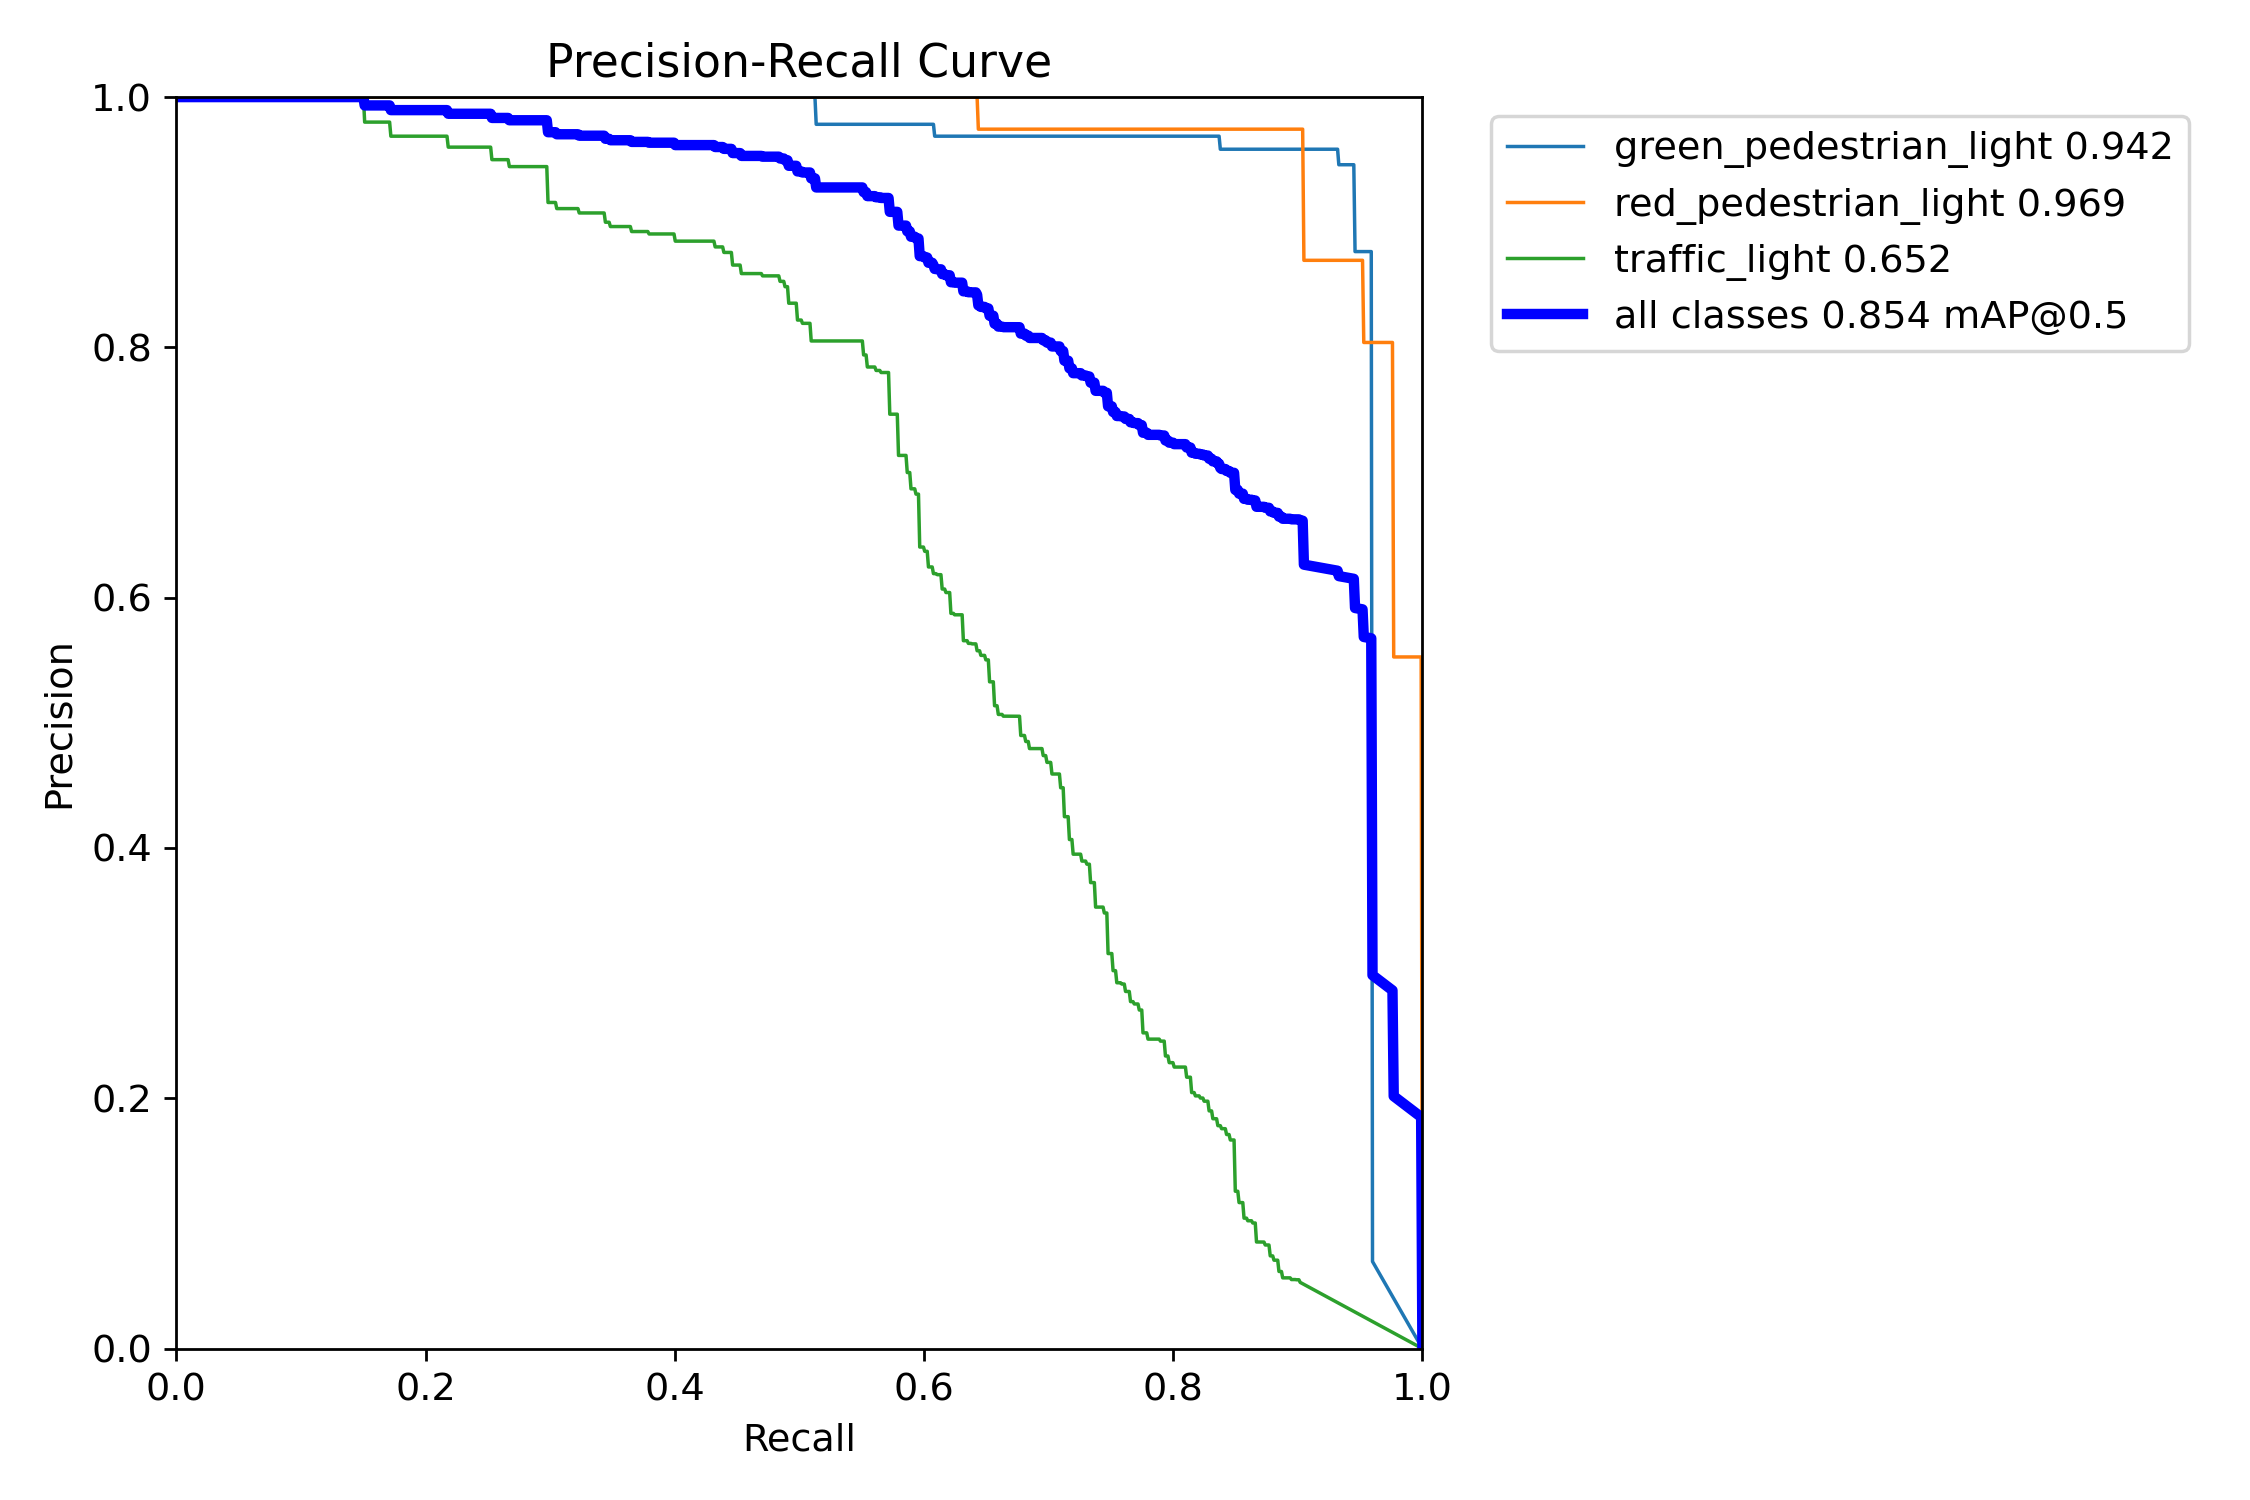 Precision-Recall Curve
1.0
0.8
0.6
0.4
0.2
0.0
Precision
0.0 0.2 0.4 0.6 0.8 1.0
Recall
green_pedestrian_light 0.942
red_pedestrian_light 0.969
traffic_light 0.652
all classes 0.854 mAP@0.5